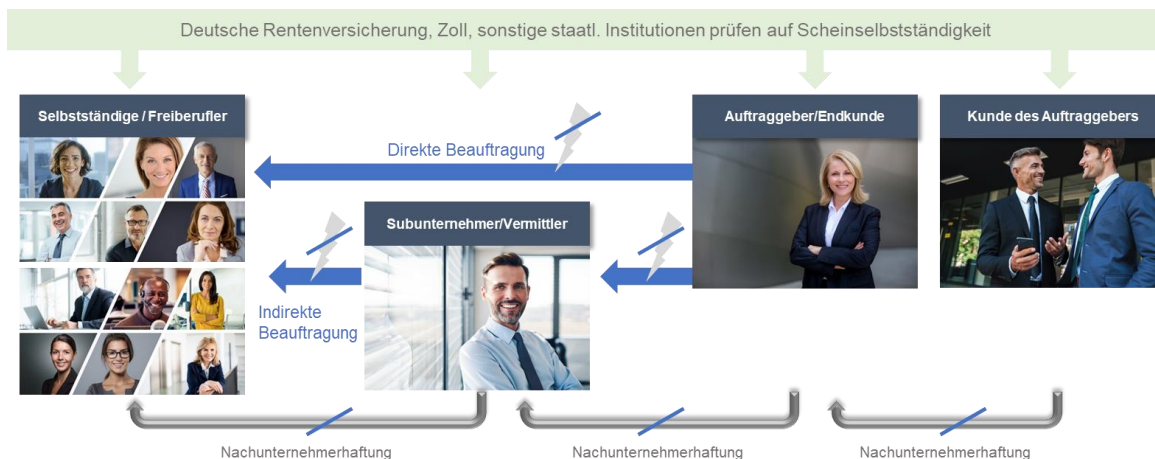 Deutsche Rentenversicherung, Zoll, sonstige staatl. Institutionen prüfen auf Scheinselbstständigkeit
Selbstständige / Freiberufler
Auftraggeber/Endkunde
Kunde des Auftraggebers
Direkte Beauftragung
Subunternehmer/Vermittler
Indirekte
Beauftragung
Nachunternehmerhaftung
Nachunternehmerhaftung
Nachunternehmerhaftung